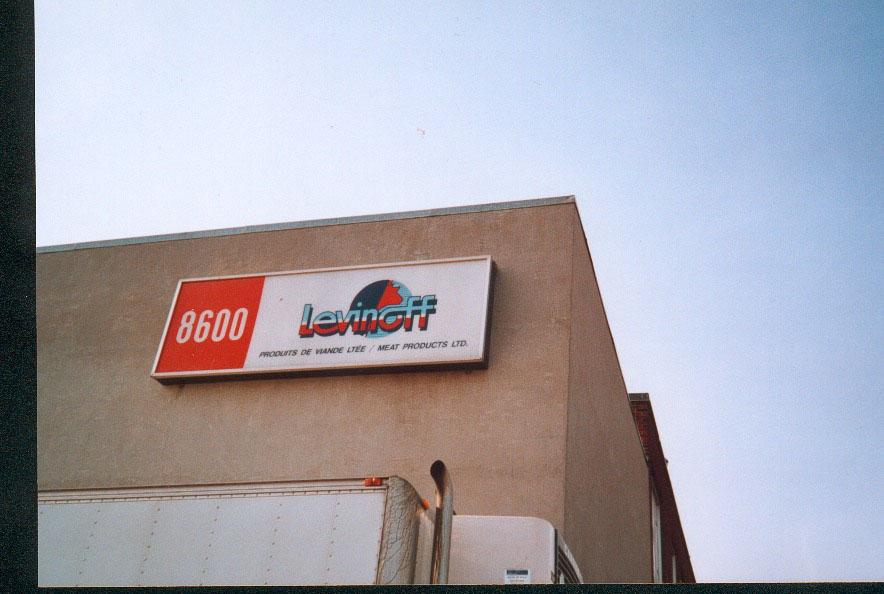 8600
Levinoff
PRODUITS DE VIANDE LTÉE / MEAT PRODUCTS LTD.